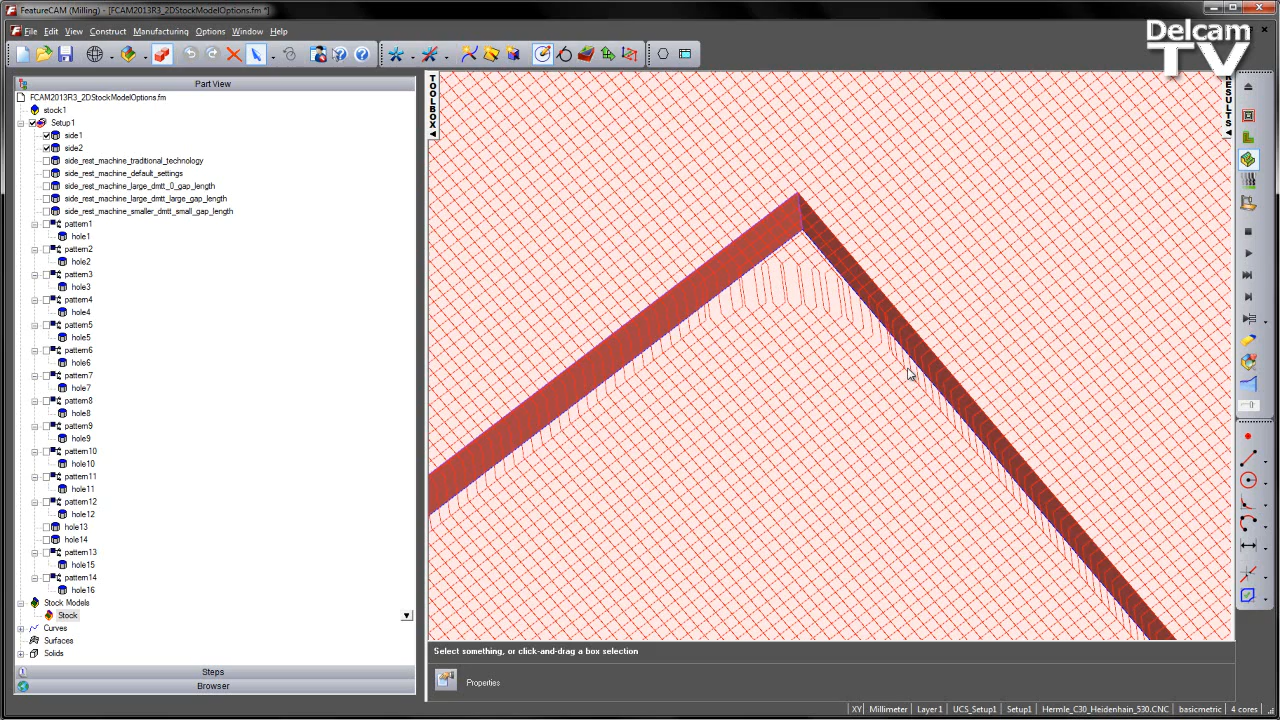 FeatureCAM (Milling) - [FCAM2013R3_2DStockModelOptions.fm *]
File Edit View Construct Manufacturing Options Window Help
Delcam
TV
Part View
TOOLBOX
RESULTS
FCAM2013R3_2DStockModelOptions.fm
stock1
Setup1
side1
side2
side_rest_machine_traditional_technology
side_rest_machine_default_settings
side_rest_machine_large_dmtt_0_gap_length
side_rest_machine_large_dmtt_large_gap_length
side_rest_machine_smaller_dmtt_small_gap_length
pattern1
hole1
pattern2
hole2
pattern3
hole3
pattern4
hole4
pattern5
hole5
pattern6
hole6
pattern7
hole7
pattern8
hole8
pattern9
hole9
pattern10
hole10
pattern11
hole11
pattern12
hole12
hole13
hole14
pattern13
hole15
pattern14
hole16
Stock Models
Stock
Curves
Surfaces
Solids
Steps
Browser
Select something, or click-and-drag a box selection
Properties
XY Millimeter Layer1 UCS_Setup1 Setup1 Hermle_C30_Heidenhain_530.CNC basicmetric 4 cores